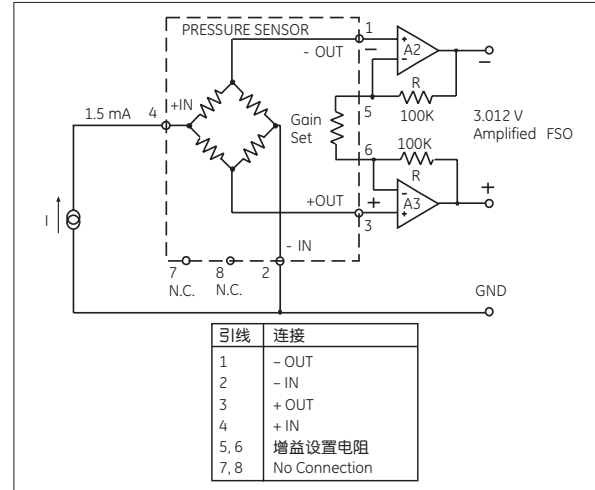 PRESSURE SENSOR
1
- OUT
−
+
A2
−
−
R
100K
5
1.5 mA
4
+IN
Gain
Set
3.012 V
Amplified FSO
6
100K
R
I
+OUT
+
3
−
A3
+
+
- IN
7
N.C.
8
N.C.
2
GND
引线 连接
1 – OUT
2 – IN
3 + OUT
4 + IN
5, 6 增益设置电阻
7, 8 No Connection